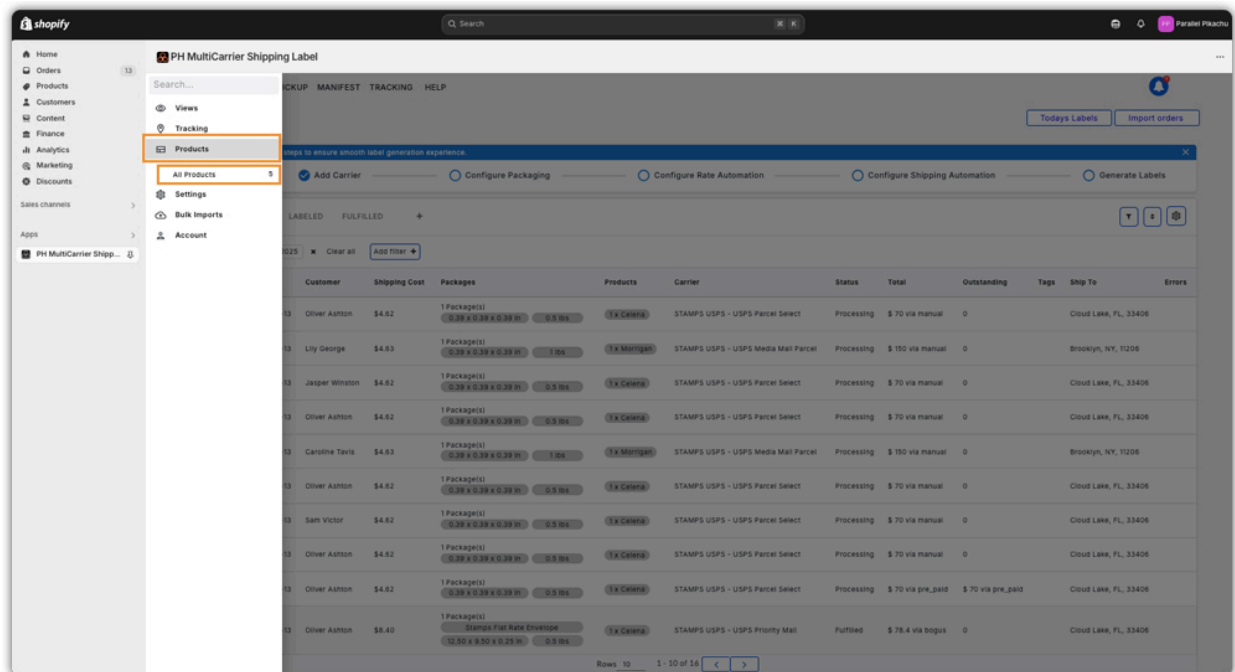 shopify
Search
⌘ K
PP Parallel Pikachu
Home
Orders 13
Products
Customers
Content
Finance
Analytics
Marketing
Discounts
Sales channels
Apps
PH MultiCarrier Shipp...
PH MultiCarrier Shipping Label
...
Search...
Views
Tracking
Products
All Products 5
Settings
Bulk Imports
Account
CKUP MANIFEST TRACKING HELP
Todays Labels Import orders
steps to ensure smooth label generation experience.
Add Carrier Configure Packaging Configure Rate Automation Configure Shipping Automation Generate Labels
LABELED FULFILLED +
2025 Clear all Add filter +
Customer Shipping Cost Packages Products Carrier Status Total Outstanding Tags Ship To Errors
13 Oliver Ashton $4.62 1 Package(s) 0.39 x 0.39 x 0.39 in 0.5 lbs 1 x Celena STAMPS USPS - USPS Parcel Select Processing $ 70 via manual 0 Cloud Lake, FL, 33406
13 Lily George $4.63 1 Package(s) 0.39 x 0.39 x 0.39 in 1 lbs 1 x Morrigan STAMPS USPS - USPS Media Mail Parcel Processing $ 150 via manual 0 Brooklyn, NY, 11206
13 Jasper Winston $4.62 1 Package(s) 0.39 x 0.39 x 0.39 in 0.5 lbs 1 x Celena STAMPS USPS - USPS Parcel Select Processing $ 70 via manual 0 Cloud Lake, FL, 33406
13 Oliver Ashton $4.62 1 Package(s) 0.39 x 0.39 x 0.39 in 0.5 lbs 1 x Celena STAMPS USPS - USPS Parcel Select Processing $ 70 via manual 0 Cloud Lake, FL, 33406
13 Caroline Tavis $4.63 1 Package(s) 0.39 x 0.39 x 0.39 in 1 lbs 1 x Morrigan STAMPS USPS - USPS Media Mail Parcel Processing $ 150 via manual 0 Brooklyn, NY, 11206
13 Oliver Ashton $4.62 1 Package(s) 0.39 x 0.39 x 0.39 in 0.5 lbs 1 x Celena STAMPS USPS - USPS Parcel Select Processing $ 70 via manual 0 Cloud Lake, FL, 33406
13 Sam Victor $4.62 1 Package(s) 0.39 x 0.39 x 0.39 in 0.5 lbs 1 x Celena STAMPS USPS - USPS Parcel Select Processing $ 70 via manual 0 Cloud Lake, FL, 33406
13 Oliver Ashton $4.62 1 Package(s) 0.39 x 0.39 x 0.39 in 0.5 lbs 1 x Celena STAMPS USPS - USPS Parcel Select Processing $ 70 via manual 0 Cloud Lake, FL, 33406
13 Oliver Ashton $4.62 1 Package(s) 0.39 x 0.39 x 0.39 in 0.5 lbs 1 x Celena STAMPS USPS - USPS Parcel Select Processing $ 70 via pre_paid $ 70 via pre_paid Cloud Lake, FL, 33406
13 Oliver Ashton $8.40 1 Package(s) Stamps Flat Rate Envelope 12.50 x 9.50 x 0.25 in 0.5 lbs 1 x Celena STAMPS USPS - USPS Priority Mail Fulfilled $ 78.4 via bogus 0 Cloud Lake, FL, 33406
Rows 10 1 - 10 of 16 < >